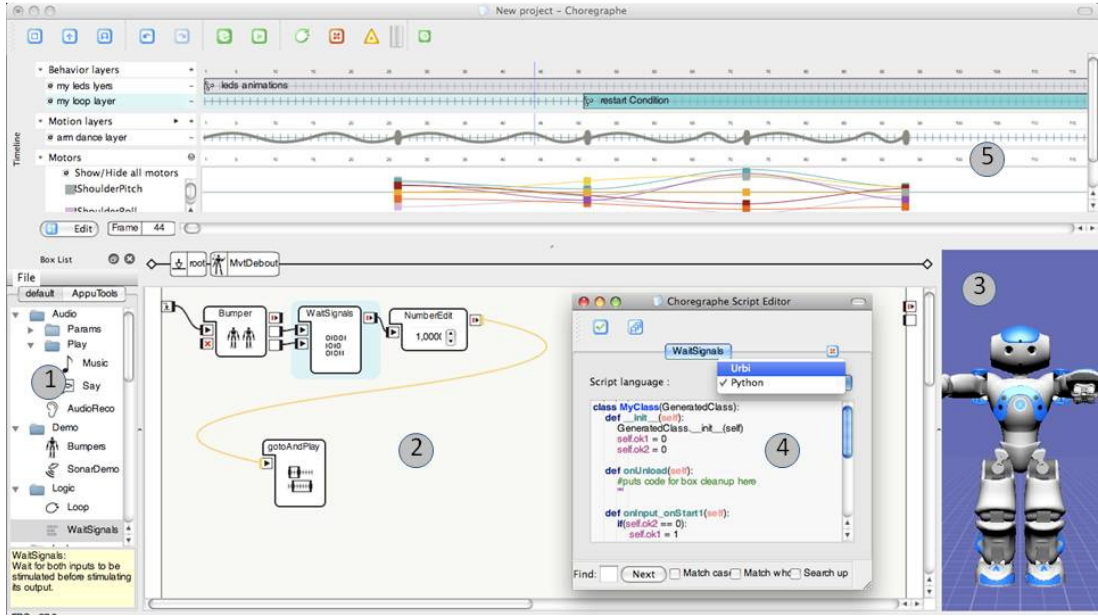 New project – Choregraphe
Behavior layers
my leds lyers
leds animations
my loop layer
restart Condition
Motion layers
arm dance layer
Timeline
Motors
Show/Hide all motors
tShoulderPitch
tShoulderRoll
5
Edit
Frame
44
Box List
root
MvtDebout
File
default
AppuTools
Audio
Params
Play
Music
Say
AudioReco
Demo
Bumpers
SonarDemo
Logic
Loop
WaitSignals
1
WaitSignals:
Wait for both inputs to be
stimulated before stimulating
its output.
Bumper
WaitSignals
NumberEdit
1,000(
gotoAndPlay
2
Choregraphe Script Editor
WaitSignals
Script language :
Urbi
Python
class MyClass(GeneratedClass):
def __init__(self):
GeneratedClass.__init__(self)
self.ok1 = 0
self.ok2 = 0
def onUnload(self):
#puts code for box cleanup here
def onInput_onStart1(self):
if(self.ok2 == 0):
self.ok1 = 1
4
Find:
Next
Match case
Match who
Search up
3